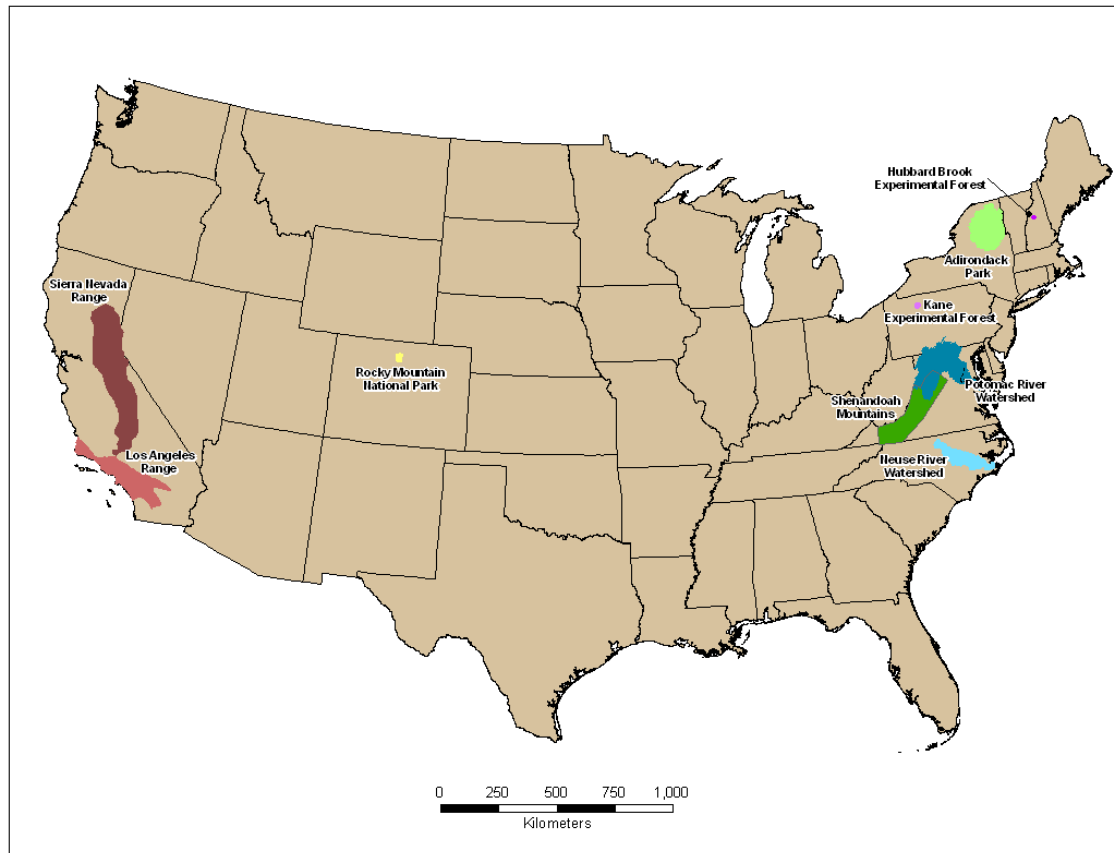 Hubbard Brook
Experimental Forest
Adirondack
Park
Sierra Nevada
Range
Kane
Experimental Forest
Rocky Mountain
National Park
Potomac River
Watershed
Shenandoah
Mountains
Los Angeles
Range
Neuse River
Watershed
0 250 500 750 1,000
Kilometers